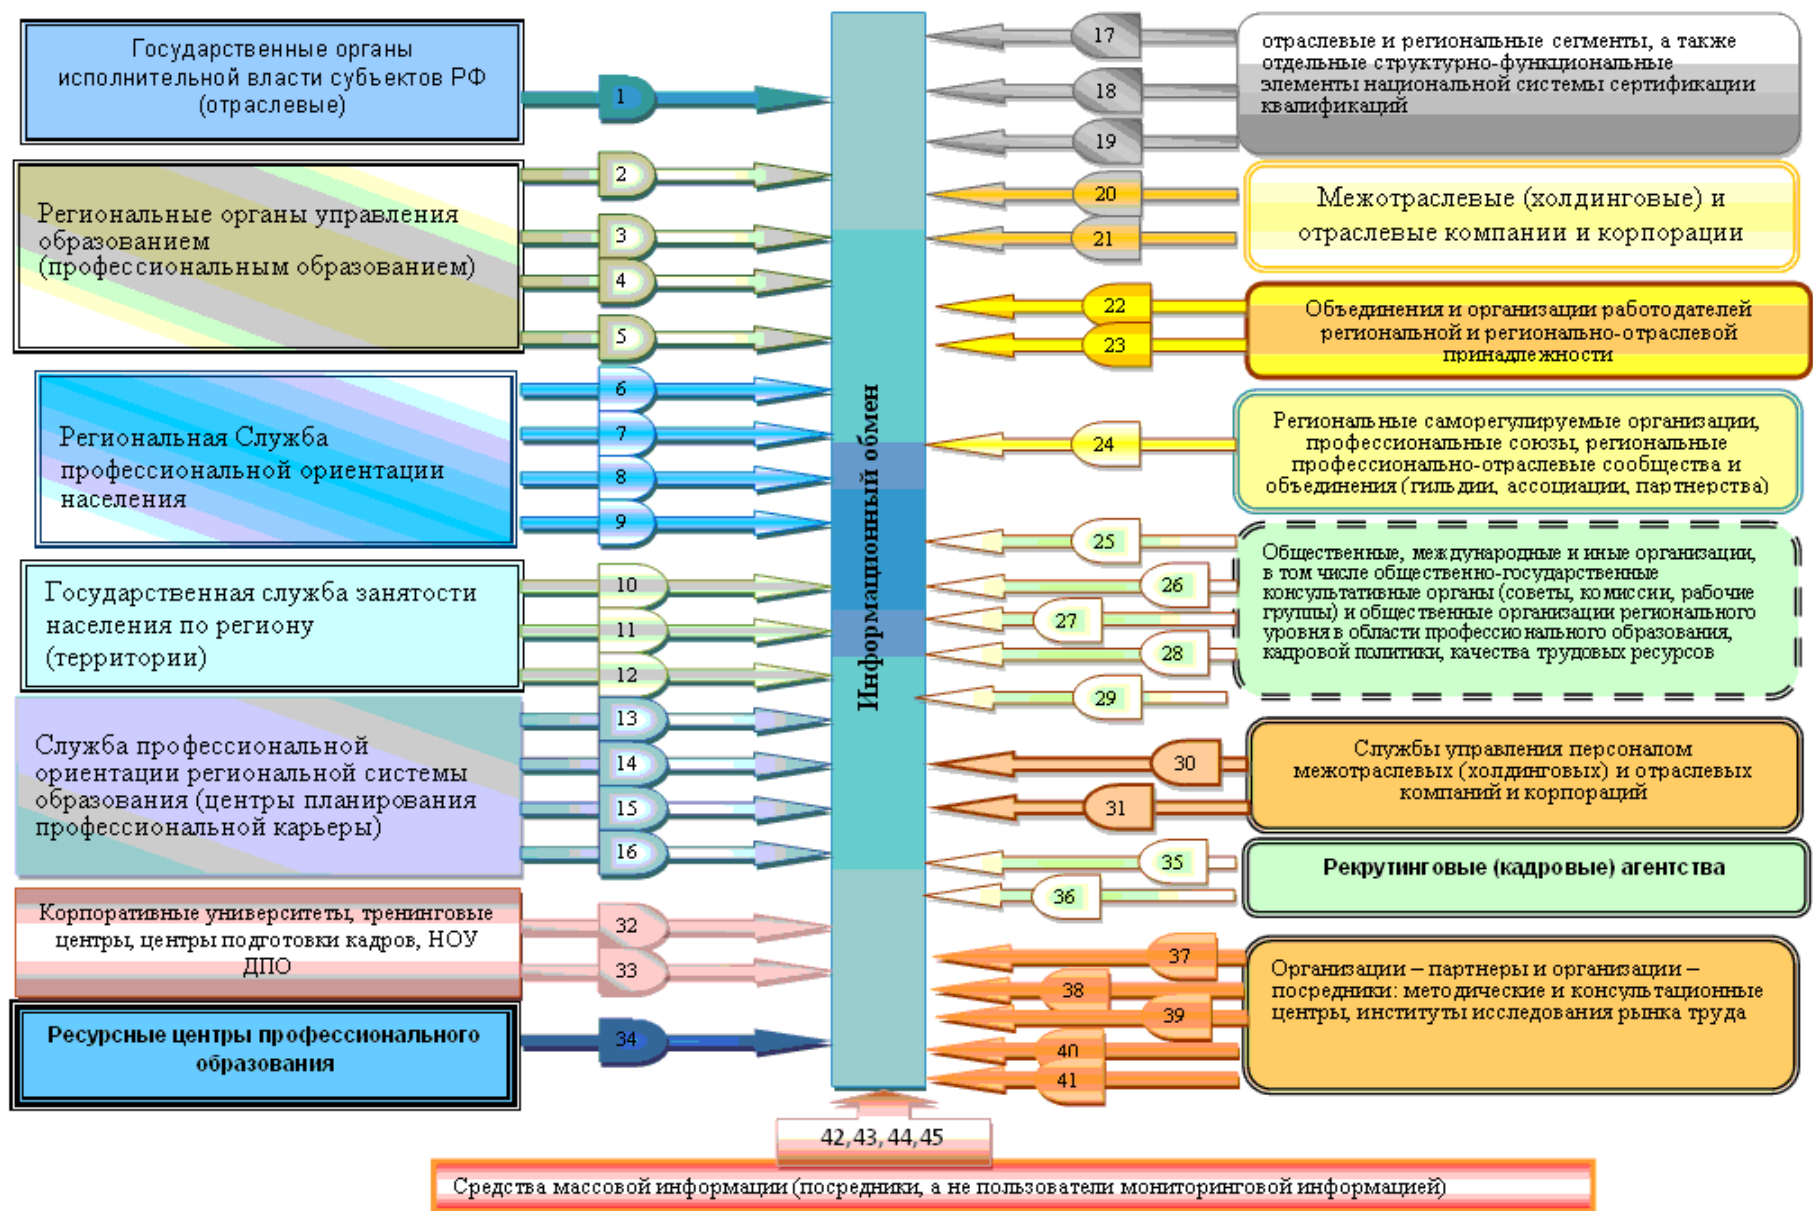 Государственные органы
исполнительной власти субъектов РФ
(отраслевые)
1
Региональные органы управления
образованием
(профессиональным образованием)
2
3
4
5
Региональная Служба
профессиональной ориентации
населения
6
7
8
9
Государственная служба занятости
населения по региону
(территории)
10
11
12
Служба профессиональной
ориентации региональной системы
образования (центры планирования
профессиональной карьеры)
13
14
15
16
Корпоративные университеты, тренинговые
центры, центры подготовки кадров, НОУ
ДПО
32
33
Ресурсные центры профессионального
образования
34
Информационный обмен
17
18
19
отраслевые и региональные сегменты, а также
отдельные структурно-функциональные
элементы национальной системы сертификации
квалификаций
20
21
Межотраслевые (холдинговые) и
отраслевые компании и корпорации
22
23
Объединения и организации работодателей
региональной и регионально-отраслевой
принадлежности
24
Региональные саморегулируемые организации,
профессиональные союзы, региональные
профессионально-отраслевые сообщества и
объединения (гильдии, ассоциации, партнерства)
25
26
27
28
29
Общественные, международные и иные организации,
в том числе общественно-государственные
консультативные органы (советы, комиссии, рабочие
группы) и общественные организации регионального
уровня в области профессионального образования,
кадровой политики, качества трудовых ресурсов
30
31
Службы управления персоналом
межотраслевых (холдинговых) и отраслевых
компаний и корпораций
35
36
Рекрутинговые (кадровые) агентства
37
38
39
40
41
Организации – партнеры и организации –
посредники: методические и консультационные
центры, институты исследования рынка труда
42,43,44,45
Средства массовой информации (посредники, а не пользователи мониторинговой информацией)